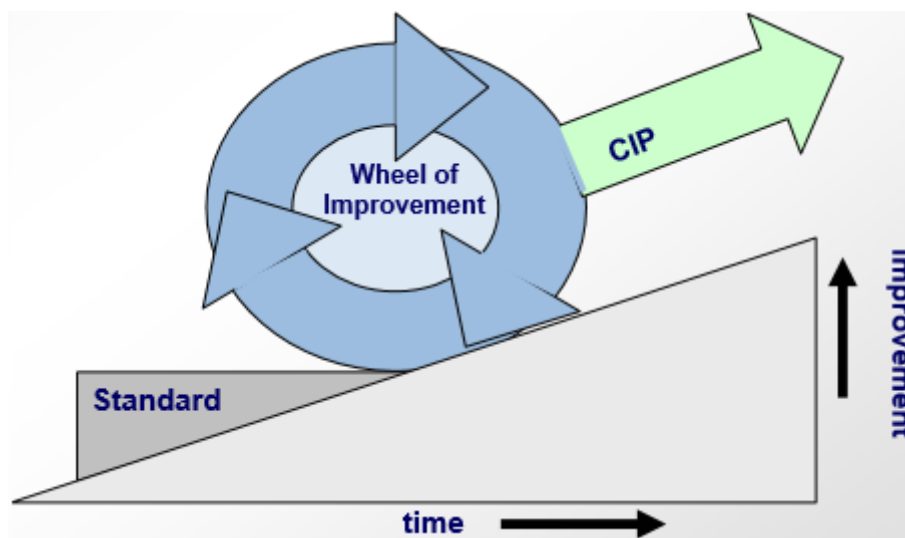 CIP
Wheel of
Improvement
Improvement
Standard
time